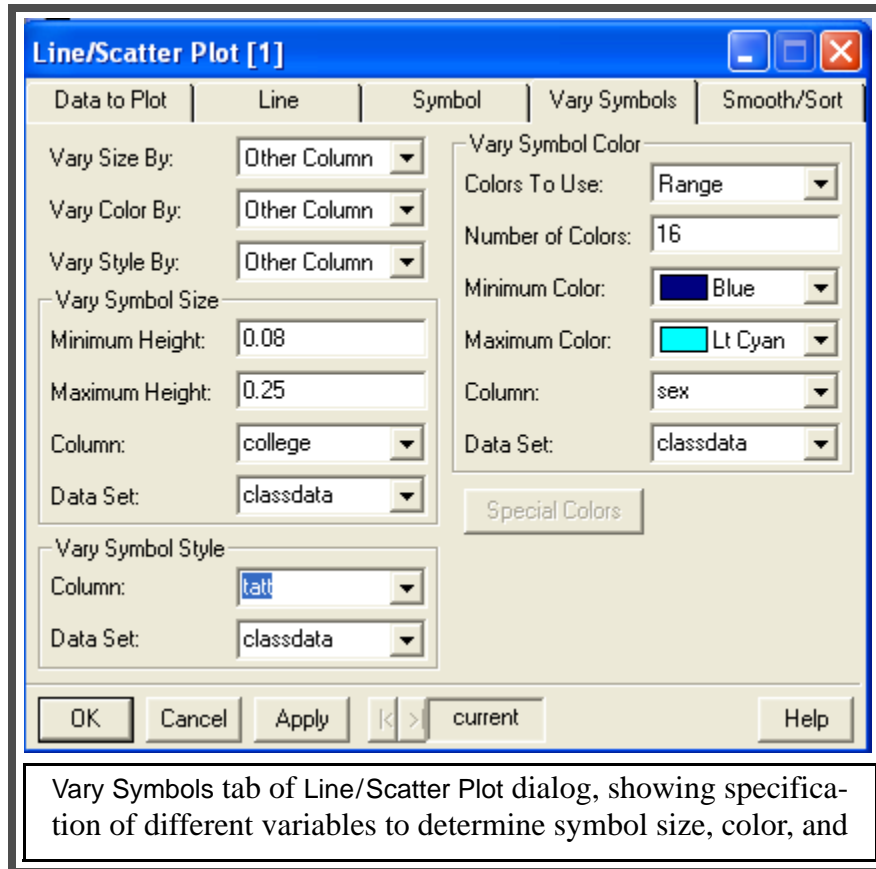 Line/Scatter Plot [1]
Data to Plot
Line
Symbol
Vary Symbols
Smooth/Sort
Vary Size By: Other Column
Vary Color By: Other Column
Vary Style By: Other Column
Vary Symbol Size
Minimum Height: 0.08
Maximum Height: 0.25
Column: college
Data Set: classdata
Vary Symbol Style
Column: tatt
Data Set: classdata
Vary Symbol Color
Colors To Use: Range
Number of Colors: 16
Minimum Color: Blue
Maximum Color: Lt Cyan
Column: sex
Data Set: classdata
Special Colors
OK
Cancel
Apply
|< >|
current
Help
Vary Symbols tab of Line/Scatter Plot dialog, showing specifica-
tion of different variables to determine symbol size, color, and